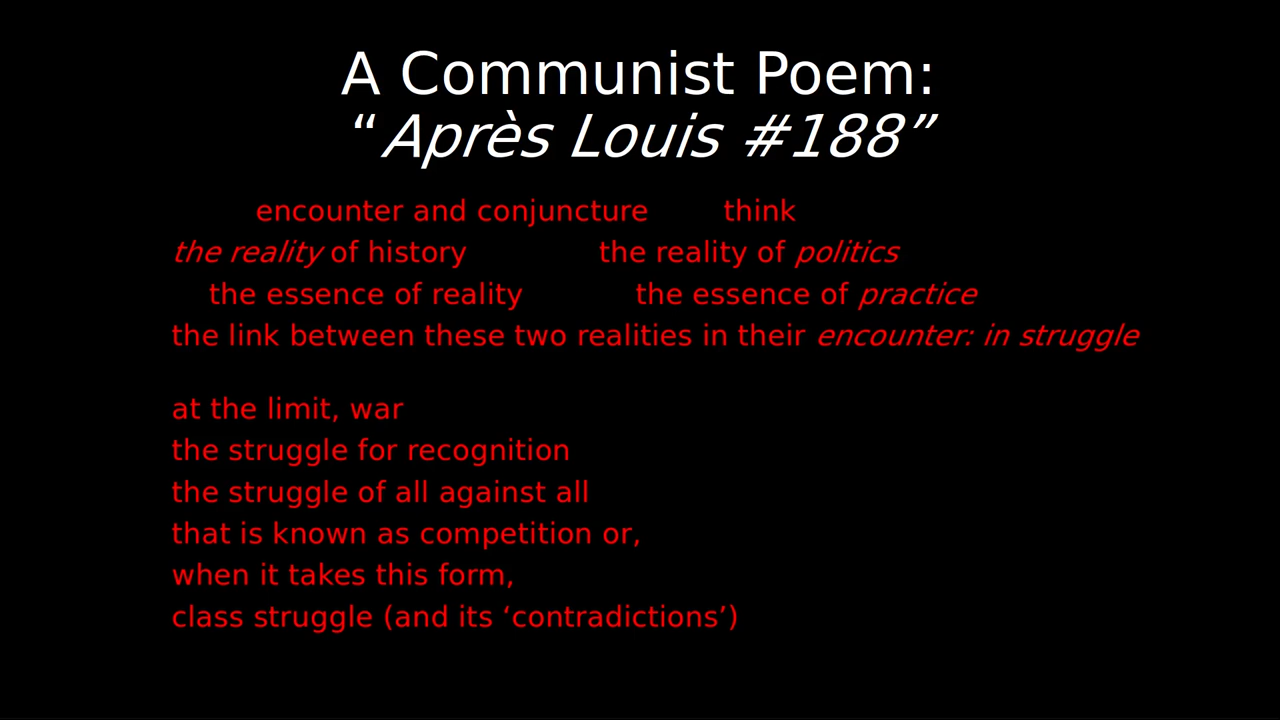 A Communist Poem:
“Après Louis #188”
encounter and conjuncture think
the reality of history the reality of politics
the essence of reality the essence of practice
the link between these two realities in their encounter: in struggle
at the limit, war
the struggle for recognition
the struggle of all against all
that is known as competition or,
when it takes this form,
class struggle (and its ‘contradictions’)